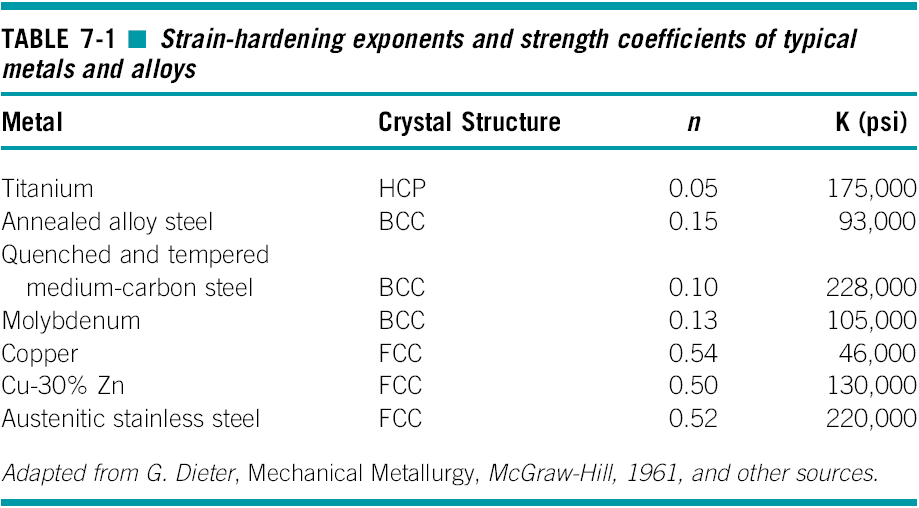 TABLE 7-1 ■ Strain-hardening exponents and strength coefficients of typical
metals and alloys
Metal Crystal Structure n K (psi)
Titanium HCP 0.05 175,000
Annealed alloy steel BCC 0.15 93,000
Quenched and tempered
medium-carbon steel BCC 0.10 228,000
Molybdenum BCC 0.13 105,000
Copper FCC 0.54 46,000
Cu-30% Zn FCC 0.50 130,000
Austenitic stainless steel FCC 0.52 220,000
Adapted from G. Dieter, Mechanical Metallurgy, McGraw-Hill, 1961, and other sources.